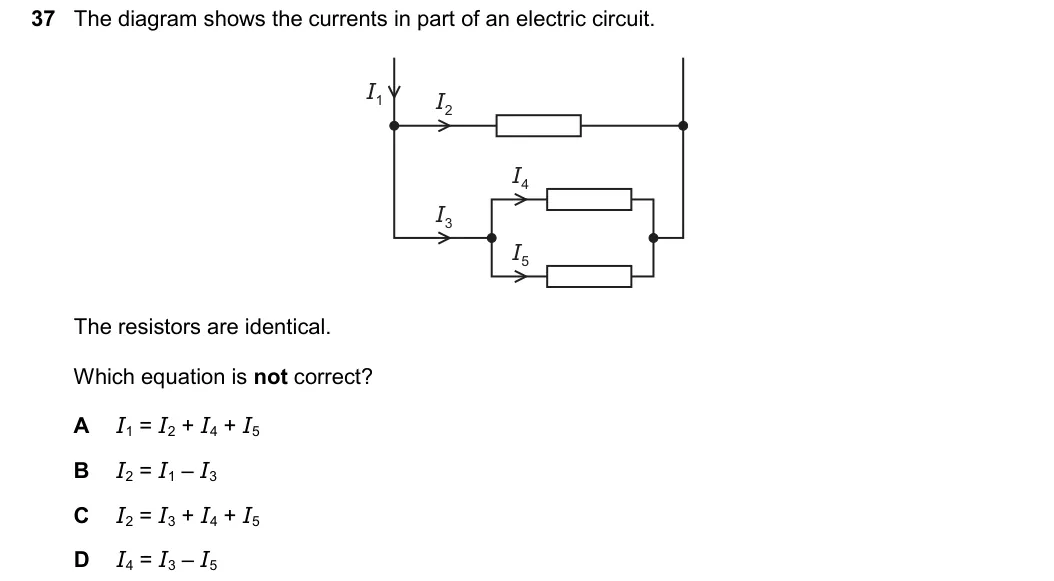 37 The diagram shows the currents in part of an electric circuit.
I₁
I₂
I₄
I₃
I₅
The resistors are identical.
Which equation is not correct?
A I₁ = I₂ + I₄ + I₅
B I₂ = I₁ – I₃
C I₂ = I₃ + I₄ + I₅
D I₄ = I₃ – I₅